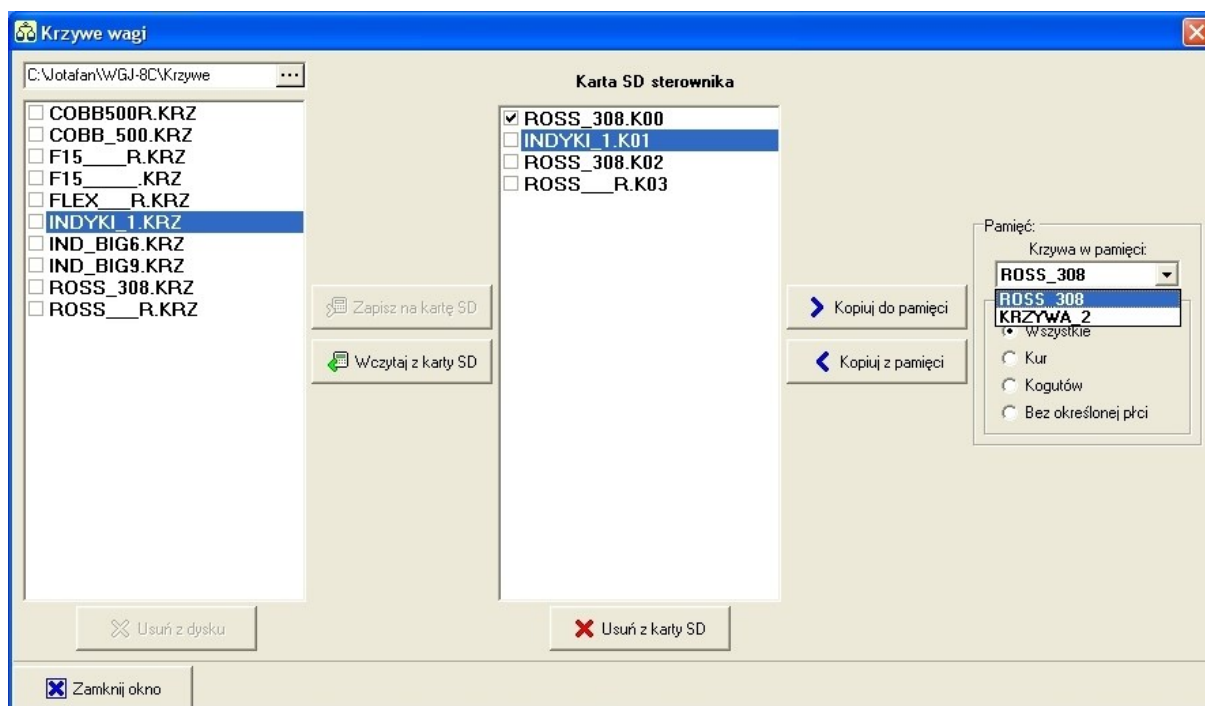 Krzywe wagi
C:\Jotafan\WGJ-8C\Krzywe
...
COBB500R.KRZ
COBB_500.KRZ
F15____R.KRZ
F15_____.KRZ
FLEX___R.KRZ
INDYKI_1.KRZ
IND_BIG6.KRZ
IND_BIG9.KRZ
ROSS_308.KRZ
ROSS___R.KRZ
Usuń z dysku
Zapisz na kartę SD
Wczytaj z karty SD
Karta SD sterownika
ROSS_308.K00
INDYKI_1.K01
ROSS_308.K02
ROSS___R.K03
Usuń z karty SD
Kopiuj do pamięci
Kopiuj z pamięci
Pamięć:
Krzywa w pamięci:
ROSS_308
ROSS_308
KRZYWA_2
Wszystkie
Kur
Kogutów
Bez określonej płci
Zamknij okno